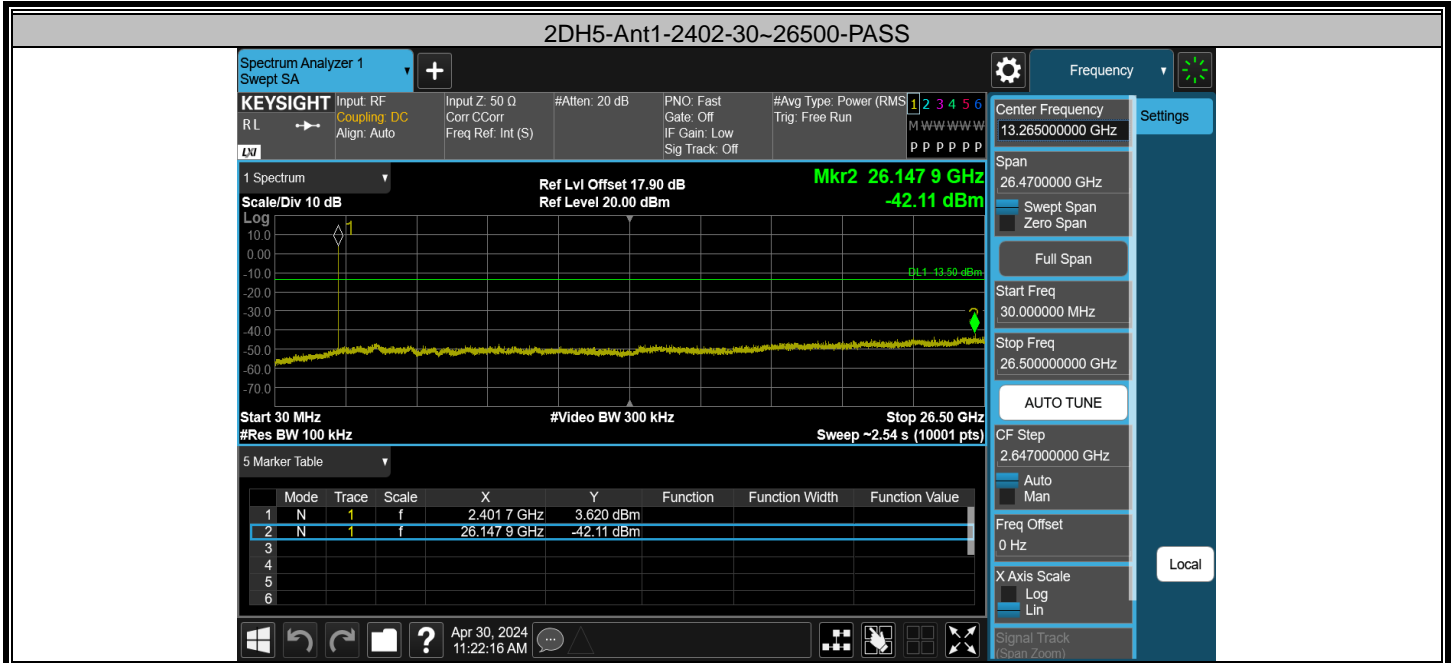 2DH5-Ant1-2402-30~26500-PASS
Spectrum Analyzer 1
Swept SA
Frequency
KEYSIGHT
RL
LXI
Input: RF
Coupling: DC
Align: Auto
Input Z: 50 Ω
Corr CCorr
Freq Ref: Int (S)
#Atten: 20 dB
PNO: Fast
Gate: Off
IF Gain: Low
Sig Track: Off
#Avg Type: Power (RMS
Trig: Free Run
1 2 3 4 5 6
M W W W W W
P P P P P P
1 Spectrum
Scale/Div 10 dB
Ref Lvl Offset 17.90 dB
Ref Level 20.00 dBm
Mkr2 26.147 9 GHz
-42.11 dBm
Log
10.0
0.00
-10.0
-20.0
-30.0
-40.0
-50.0
-60.0
-70.0
1
DL1 -13.50 dBm
Start 30 MHz
#Video BW 300 kHz
Stop 26.50 GHz
#Res BW 100 kHz
Sweep ~2.54 s (10001 pts)
5 Marker Table
Mode Trace Scale X Y Function Function Width Function Value
1 N 1 f 2.401 7 GHz 3.620 dBm
2 N 1 f 26.147 9 GHz -42.11 dBm
3
4
5
6
Apr 30, 2024
11:22:16 AM
Center Frequency
13.265000000 GHz
Settings
Span
26.4700000 GHz
Swept Span
Zero Span
Full Span
Start Freq
30.000000 MHz
Stop Freq
26.500000000 GHz
AUTO TUNE
CF Step
2.647000000 GHz
Auto
Man
Freq Offset
0 Hz
X Axis Scale
Log
Lin
Signal Track
(Span Zoom)
Local